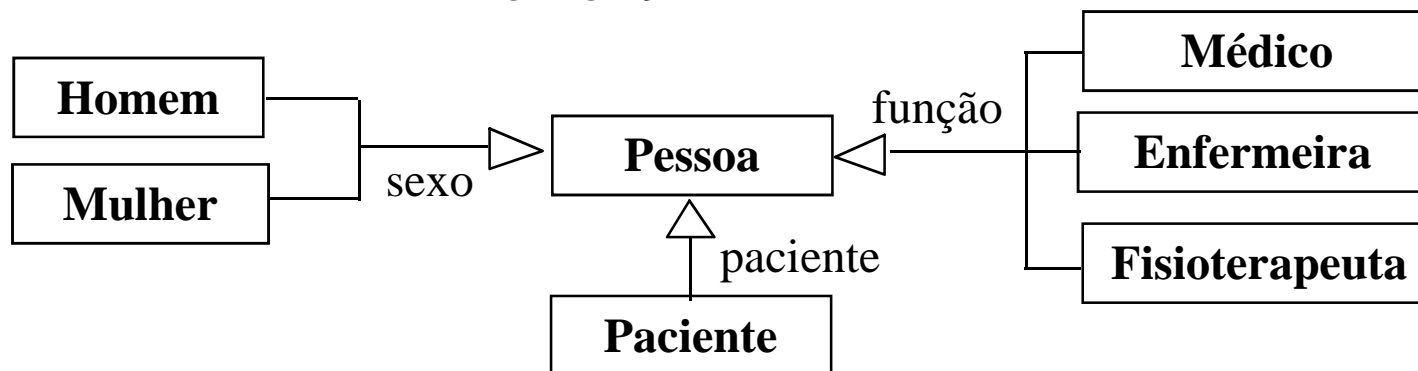 Homem
Mulher
sexo
Pessoa
paciente
Paciente
função
Médico
Enfermeira
Fisioterapeuta